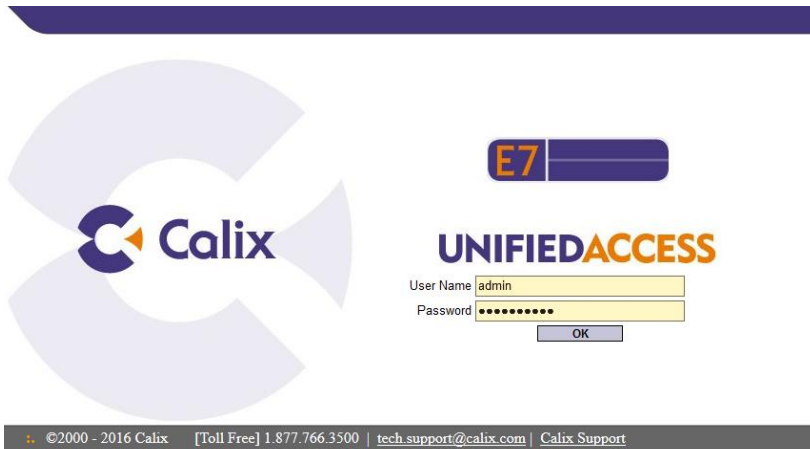 E7
Calix
UNIFIEDACCESS
User Name admin
Password ●●●●●●●●●●
OK
:. ©2000 - 2016 Calix [Toll Free] 1.877.766.3500 | tech.support@calix.com | Calix Support